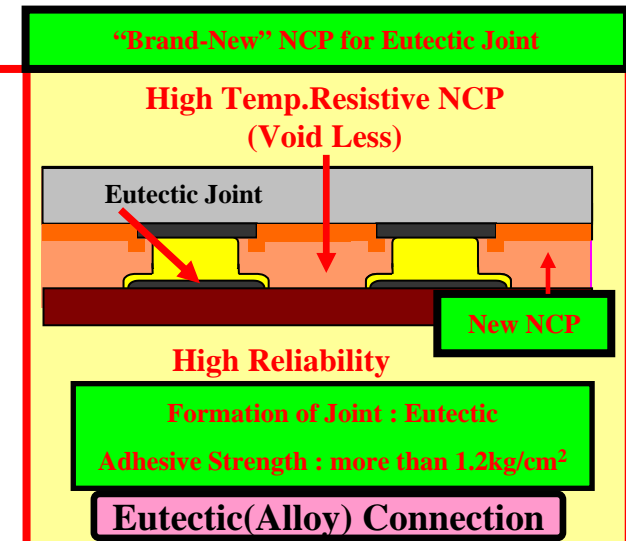 “Brand-New” NCP for Eutectic Joint
High Temp.Resistive NCP
(Void Less)
Eutectic Joint
New NCP
High Reliability
Formation of Joint : Eutectic
Adhesive Strength : more than 1.2kg/cm²
Eutectic(Alloy) Connection